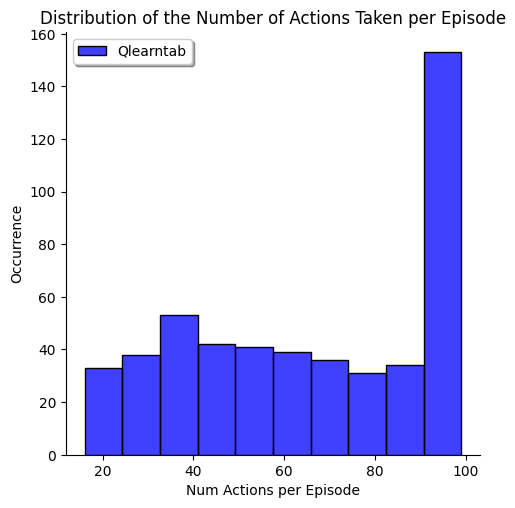 Distribution of the Number of Actions Taken per Episode
Qlearntab
160
140
120
100
80
60
40
20
0
Occurrence
20 40 60 80 100
Num Actions per Episode